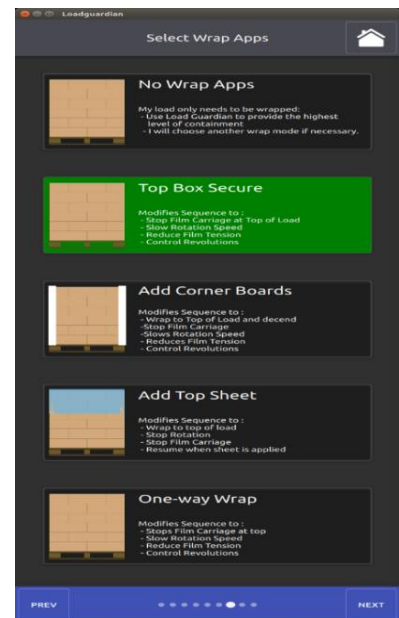 Loadguardian
Select Wrap Apps
No Wrap Apps
My load only needs to be wrapped:
- Use Load Guardian to provide the highest
level of containment
- I will choose another wrap mode if necessary.
Top Box Secure
Modifies Sequence to :
- Stop Film Carriage at Top of Load
- Slow Rotation Speed
- Reduce Film Tension
- Control Revolutions
Add Corner Boards
Modifies Sequence to :
- Wrap to Top of Load and decend
-Stop Film Carriage
-Slows Rotation Speed
- Reduces Film Tension
- Control Revolutions
Add Top Sheet
Modifies Sequence to :
- Wrap to top of load
- Stop Rotation
- Stop Film Carriage
- Resume when sheet is applied
One-way Wrap
Modifies Sequence to :
- Stops Film Carriage at top
- Slow Rotation Speed
- Reduce Film Tension
- Control Revolutions
PREV
NEXT